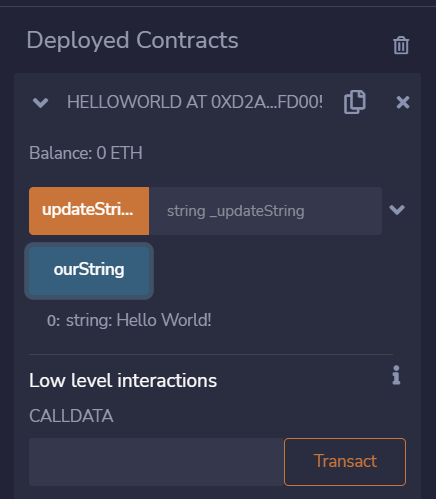 Deployed Contracts
HELLOWORLD AT 0XD2A...FD00!
Balance: 0 ETH
updateStri... string _updateString
ourString
0: string: Hello World!
Low level interactions
CALLDATA
Transact